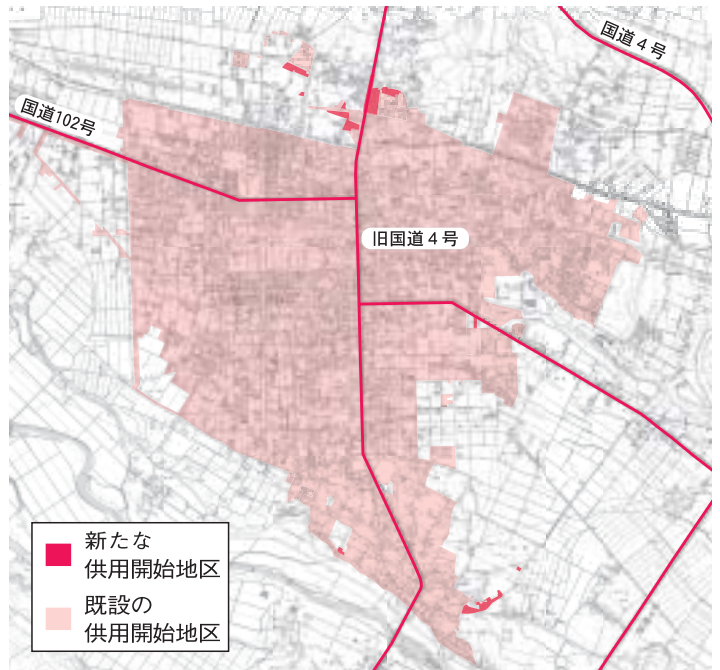 国道4号
国道102号
旧国道4号
新たな
供用開始地区
既設の
供用開始地区